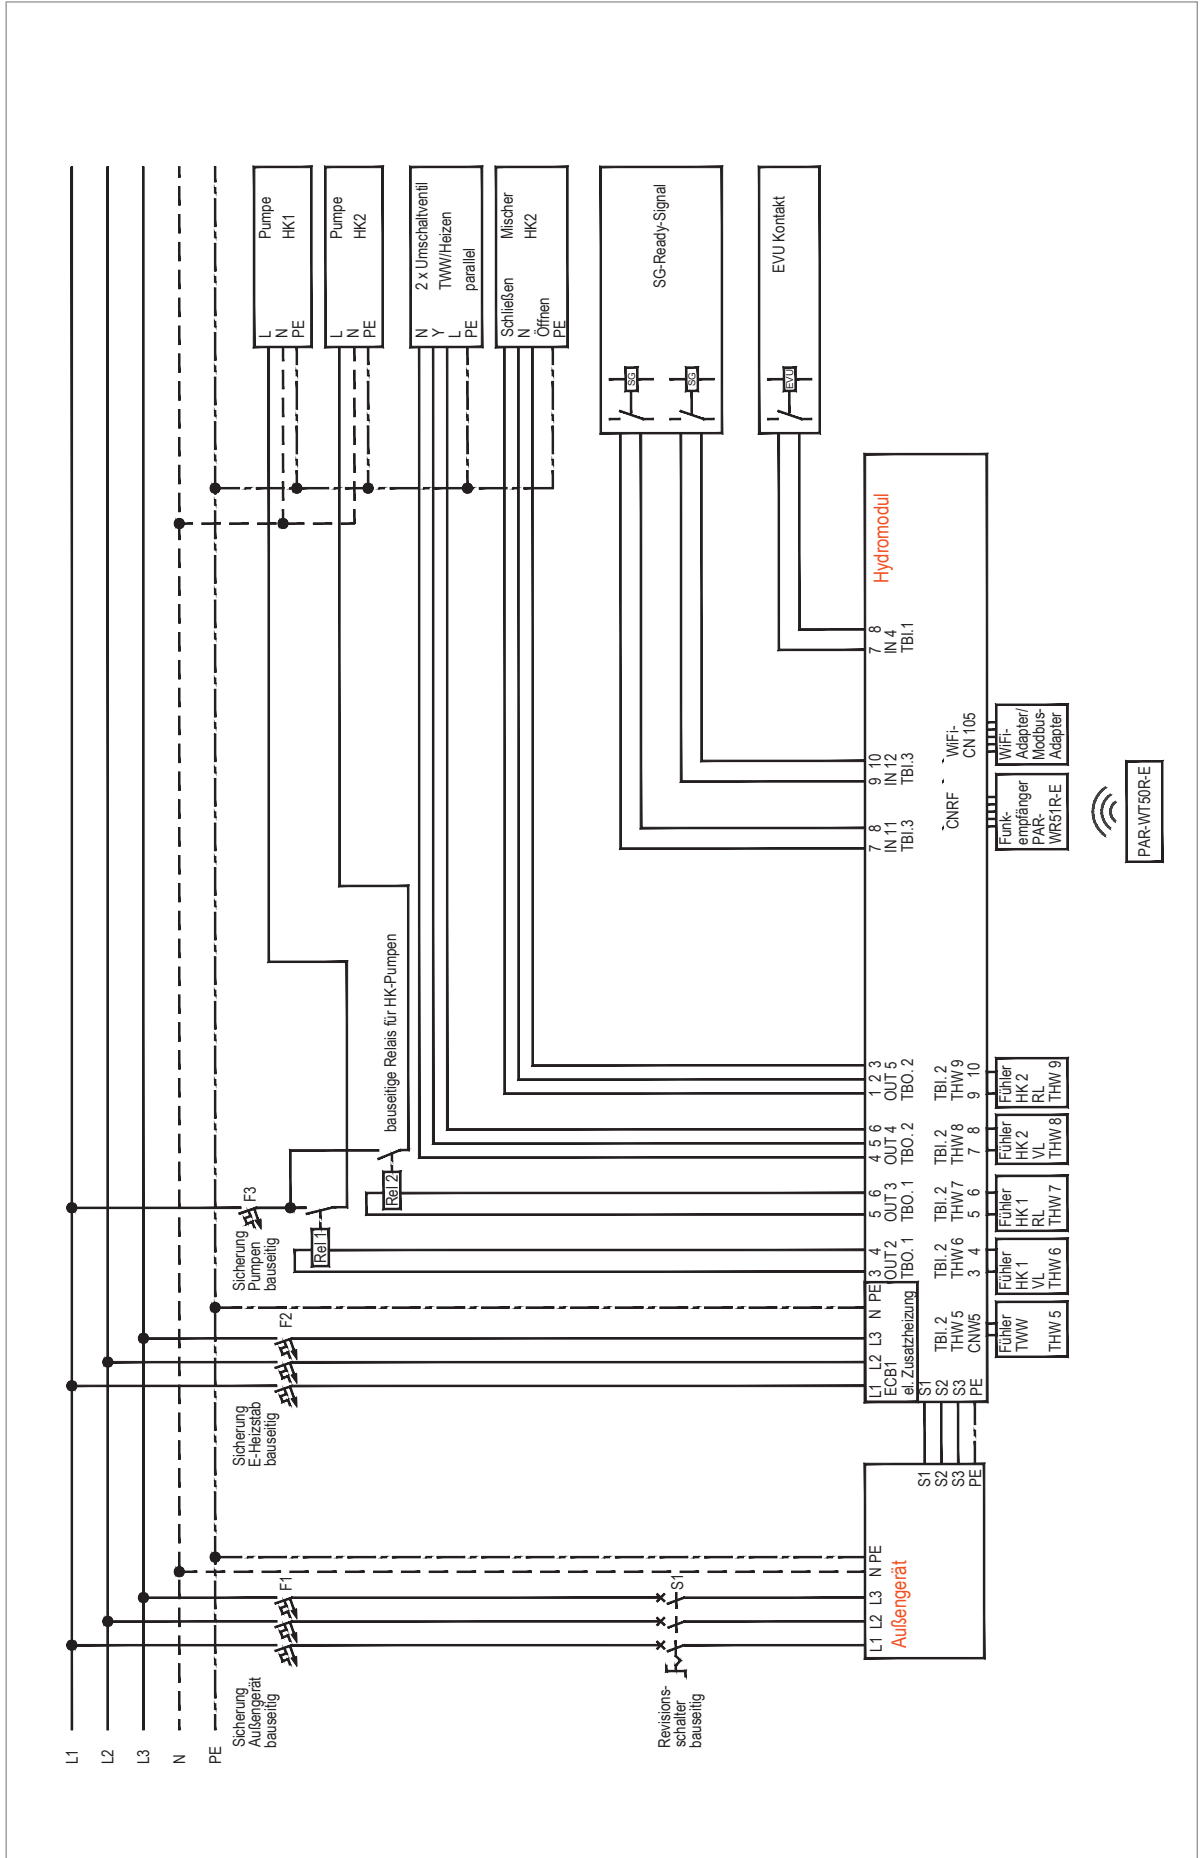 L1
L2
L3
N
PE
Sicherung
Außengerät
bauseitig
F1
Sicherung
E-Heizstab
bauseitig
F2
Sicherung
Pumpen
bauseitig
F3
Rel 1
Rel 2
bauseitige Relais für HK-Pumpen
Revisions-
schalter
bauseitig
S1
Pumpe
HK1
L
N
PE
Pumpe
HK2
L
N
PE
2 x Umschaltventil
TWW/Heizen
parallel
N
Y
L
PE
Mischer
HK2
Schließen
N
Öffnen
PE
SG-Ready-Signal
SG
SG
EVU Kontakt
EVU
Außengerät
L1 L2 L3 N PE
S1
S2
S3
PE
Hydromodul
L1 L2 L3 N PE
ECB1
el. Zusatzheizung
S1
S2
S3
PE
3 4
OUT 2
TBO. 1
5 6
OUT 3
TBO. 1
4 5 6
OUT 4
TBO. 2
1 2 3
OUT 5
TBO. 2
7 8
IN 11
TBI.3
9 10
IN 12
TBI.3
7 8
IN 4
TBI.1
TBI. 2
THW 5
CNW5
TBI. 2
THW 6
3 4
TBI. 2
THW 7
5 6
TBI. 2
THW 8
7 8
TBI. 2
THW 9
9 10
CNRF
WiFi-
CN 105
Fühler
TWW
THW 5
Fühler
HK 1
VL
THW 6
Fühler
HK 1
RL
THW 7
Fühler
HK 2
VL
THW 8
Fühler
HK 2
RL
THW 9
Funk-
empfänger
PAR-
WR51R-E
WiFi-
Adapter/
Modbus-
Adapter
PAR-WT50R-E